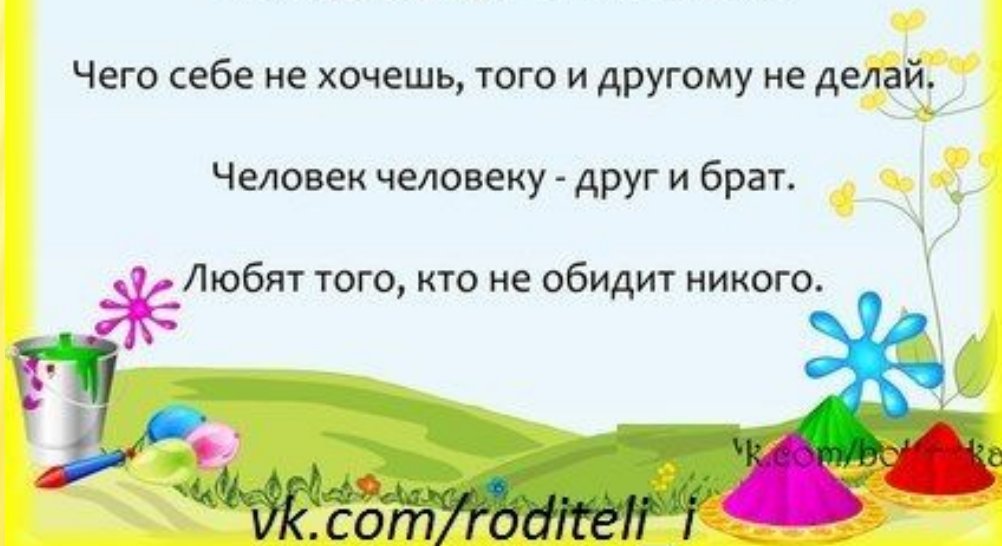 Чего себе не хочешь, того и другому не делай.
Человек человеку - друг и брат.
Любят того, кто не обидит никого.
vk.com/roditeli_i